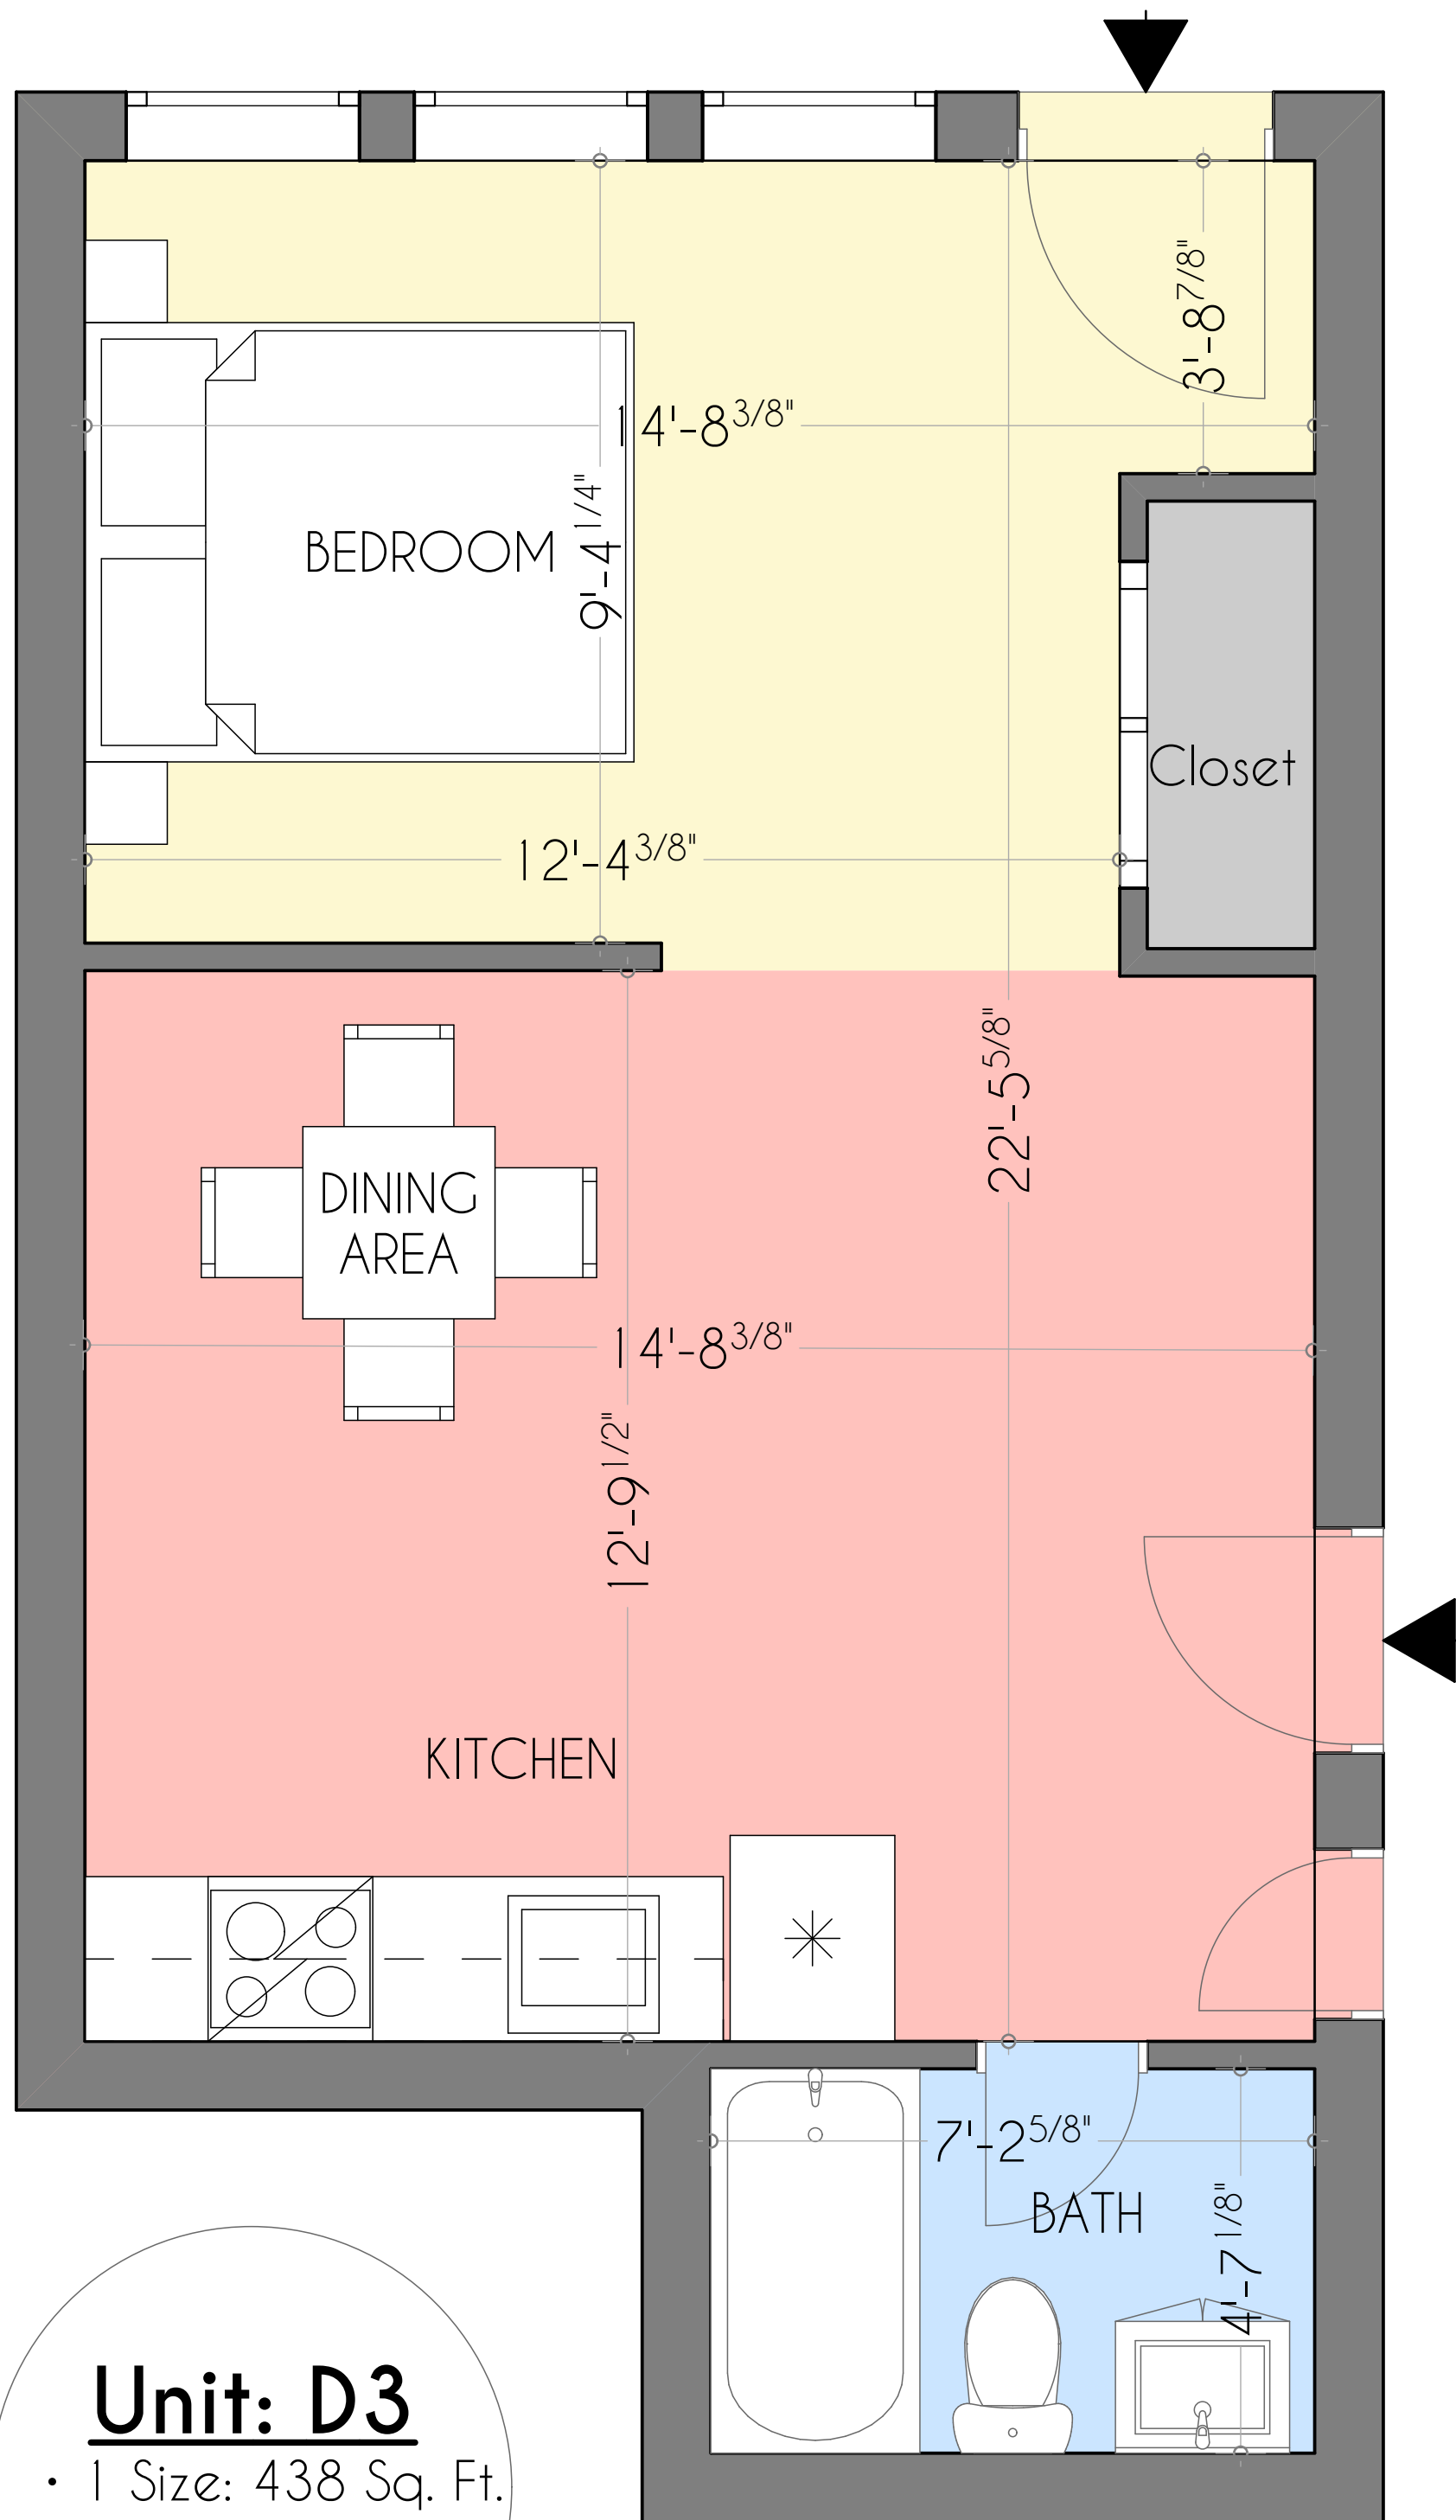 3'-8 7/8"
14'-8 3/8"
BEDROOM
9'-4 1/4"
Closet
12'-4 3/8"
22'-5 5/8"
DINING
AREA
14'-8 3/8"
12'-9 1/2"
KITCHEN
7'-2 5/8"
BATH
4'-7 1/8"
Unit: D3
• 1 Size: 438 Sq. Ft.